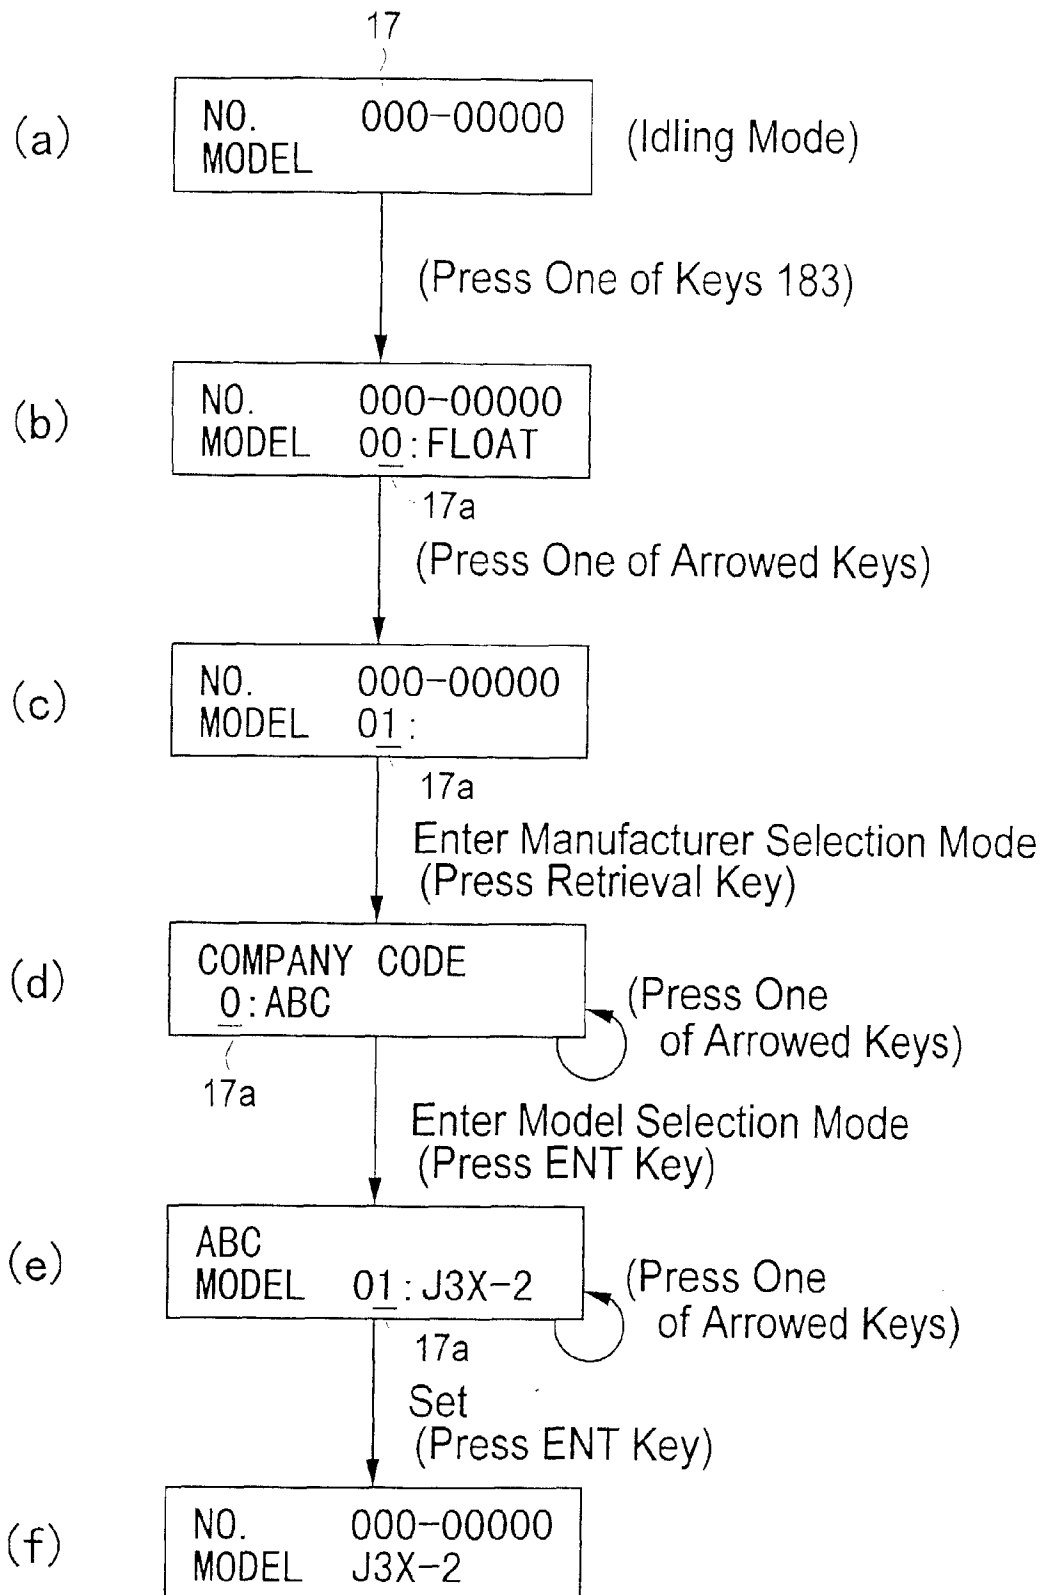 17
(a)
NO. 000-00000
MODEL
(Idling Mode)
(Press One of Keys 183)
(b)
NO. 000-00000
MODEL 00:FLOAT
17a
(Press One of Arrowed Keys)
(c)
NO. 000-00000
MODEL 01:
17a
Enter Manufacturer Selection Mode
(Press Retrieval Key)
(d)
COMPANY CODE
0:ABC
(Press One
of Arrowed Keys)
17a
Enter Model Selection Mode
(Press ENT Key)
(e)
ABC
MODEL 01:J3X-2
(Press One
of Arrowed Keys)
17a
Set
(Press ENT Key)
(f)
NO. 000-00000
MODEL J3X-2